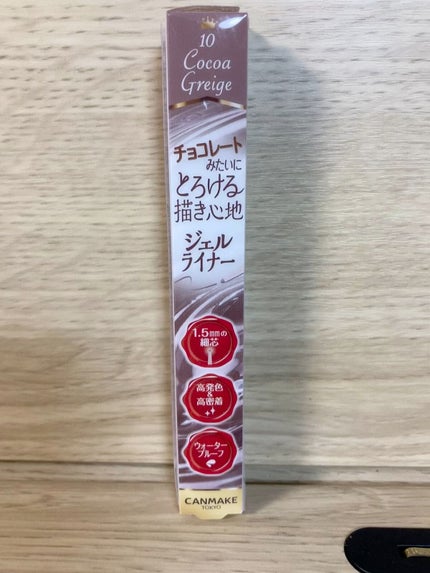 10
Cocoa
Greige
チョコレート
みたいに
とろける
描き心地
ジェル
ライナー
1.5mmの
細芯
高発色
&
高密着
ウォーター
プルーフ
CANMAKE
TOKYO